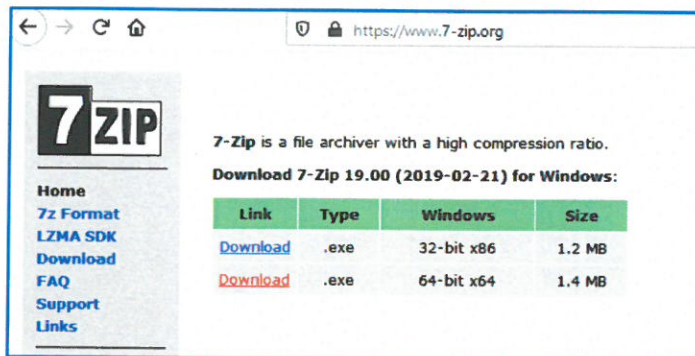 https://www.7-zip.org
7ZIP
Home
7z Format
LZMA SDK
Download
FAQ
Support
Links
7-Zip is a file archiver with a high compression ratio.
Download 7-Zip 19.00 (2019-02-21) for Windows:
Link Type Windows Size
Download .exe 32-bit x86 1.2 MB
Download .exe 64-bit x64 1.4 MB